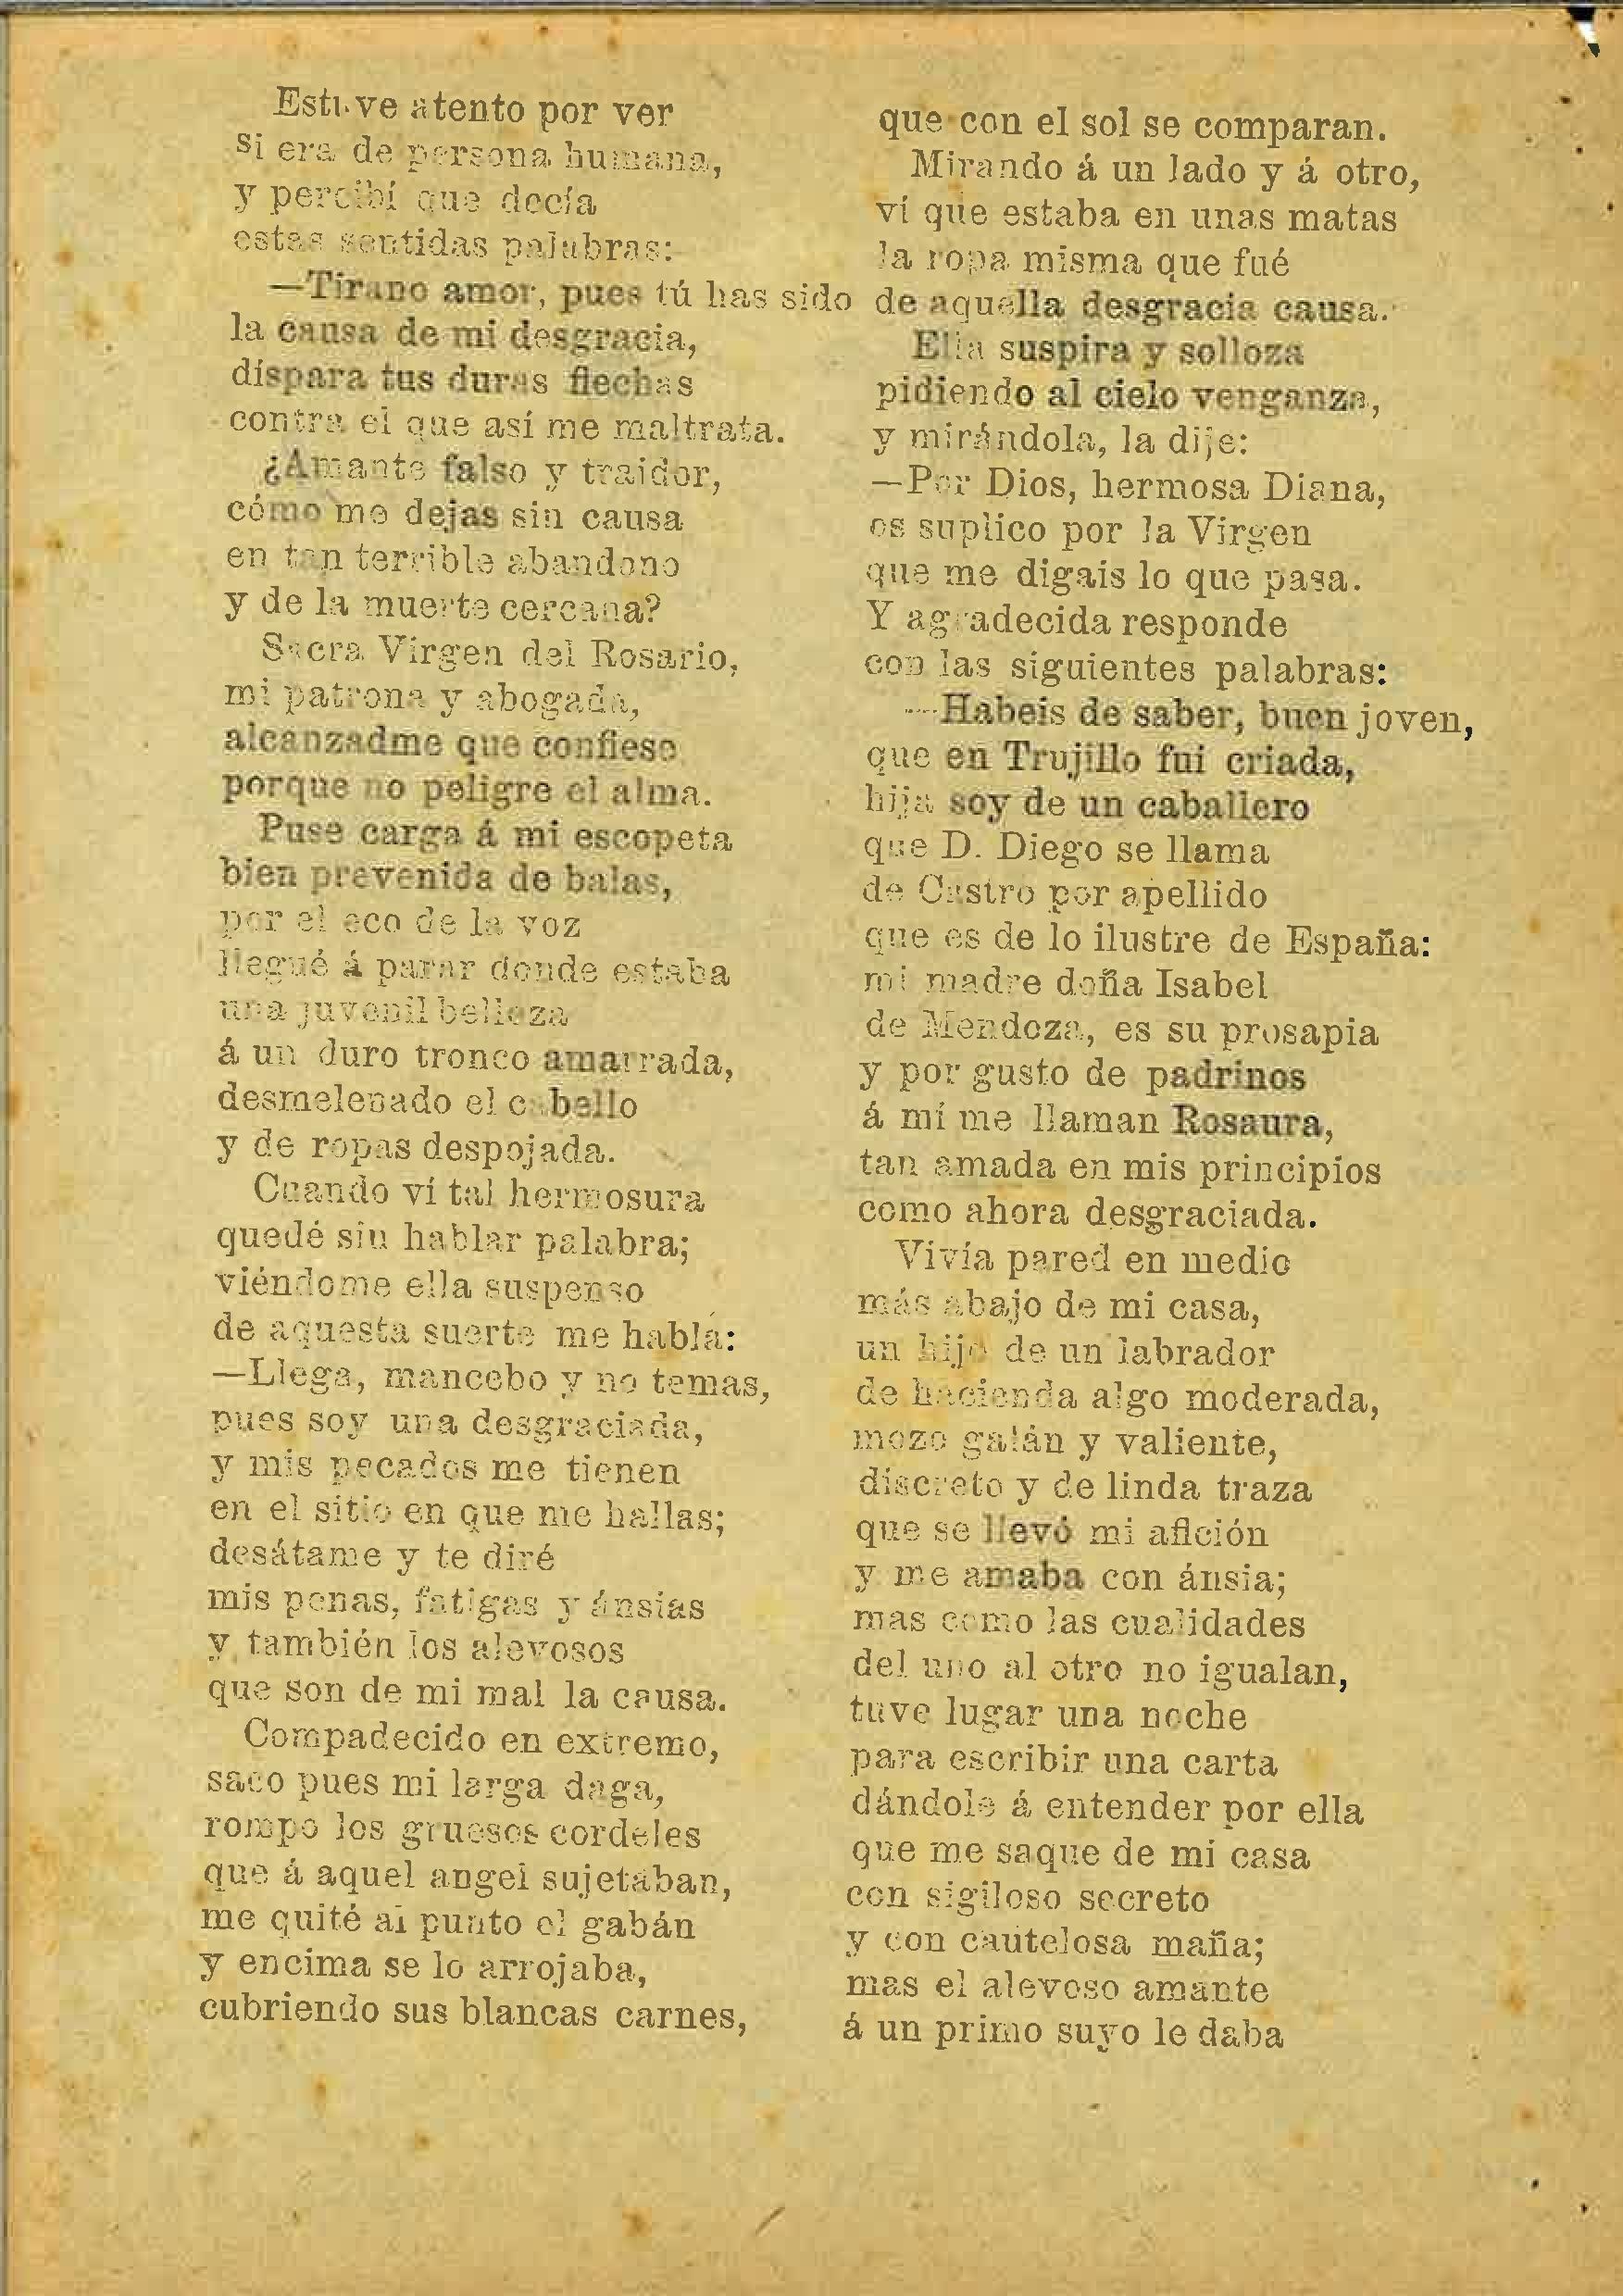 Estuve atento por ver
si era de persona humana,
y percibí que decía
estas sentidas palabras:
—Tirano amor, pues tú has sido
la causa de mi desgracia,
dispara tus duras flechas
contra el que así me maltrata.
¿Amante falso y traidor,
cómo me dejas sin causa
en tan terrible abandono
y de la muerte cercana?
Sacra Virgen del Rosario,
mi patrona y abogada,
alcanzadme que confiese
porque no peligre el alma.
Puse carga á mi escopeta
bien prevenida de balas,
por el eco de la voz
llegué á parar donde estaba
una juvenil belleza
á un duro tronco amarrada,
desmelenado el cabello
y de ropas despojada.
Cuando ví tal hermosura
quedé sin hablar palabra;
viéndome ella suspenso
de aquesta suerte me habla:
—Llega, mancebo y no temas,
pues soy una desgraciada,
y mis pecados me tienen
en el sitio en que me hallas;
desátame y te diré
mis penas, fatigas y ánsias
y también los alevosos
que son de mi mal la causa.
Compadecido en extremo,
saco pues mi larga daga,
rompo los gruesos cordeles
que á aquel angel sujetaban,
me quité al punto el gabán
y encima se lo arrojaba,
cubriendo sus blancas carnes,
que con el sol se comparan.
Mirando á un lado y á otro,
ví que estaba en unas matas
la ropa misma que fué
de aquella desgracia causa.
Ella suspira y solloza
pidiendo al cielo venganza,
y mirándola, la dije:
—Por Dios, hermosa Diana,
os suplico por la Virgen
que me digais lo que pasa.
Y agradecida responde
con las siguientes palabras:
—Habeis de saber, buen joven,
que en Trujillo fui criada,
hija soy de un caballero
que D. Diego se llama
de Castro por apellido
que es de lo ilustre de España:
mi madre doña Isabel
de Mendoza, es su prosapia
y por gusto de padrinos
á mí me llaman Rosaura,
tan amada en mis principios
como ahora desgraciada.
Vivía pared en medio
más abajo de mi casa,
un hijo de un labrador
de hacienda algo moderada,
mozo galán y valiente,
discreto y de linda traza
que se llevó mi afición
y me amaba con ánsia;
mas como las cualidades
del uno al otro no igualan,
tuve lugar una noche
para escribir una carta
dándole á entender por ella
que me saque de mi casa
con sigiloso secreto
y con cautelosa maña;
mas el alevoso amante
á un primo suyo le daba